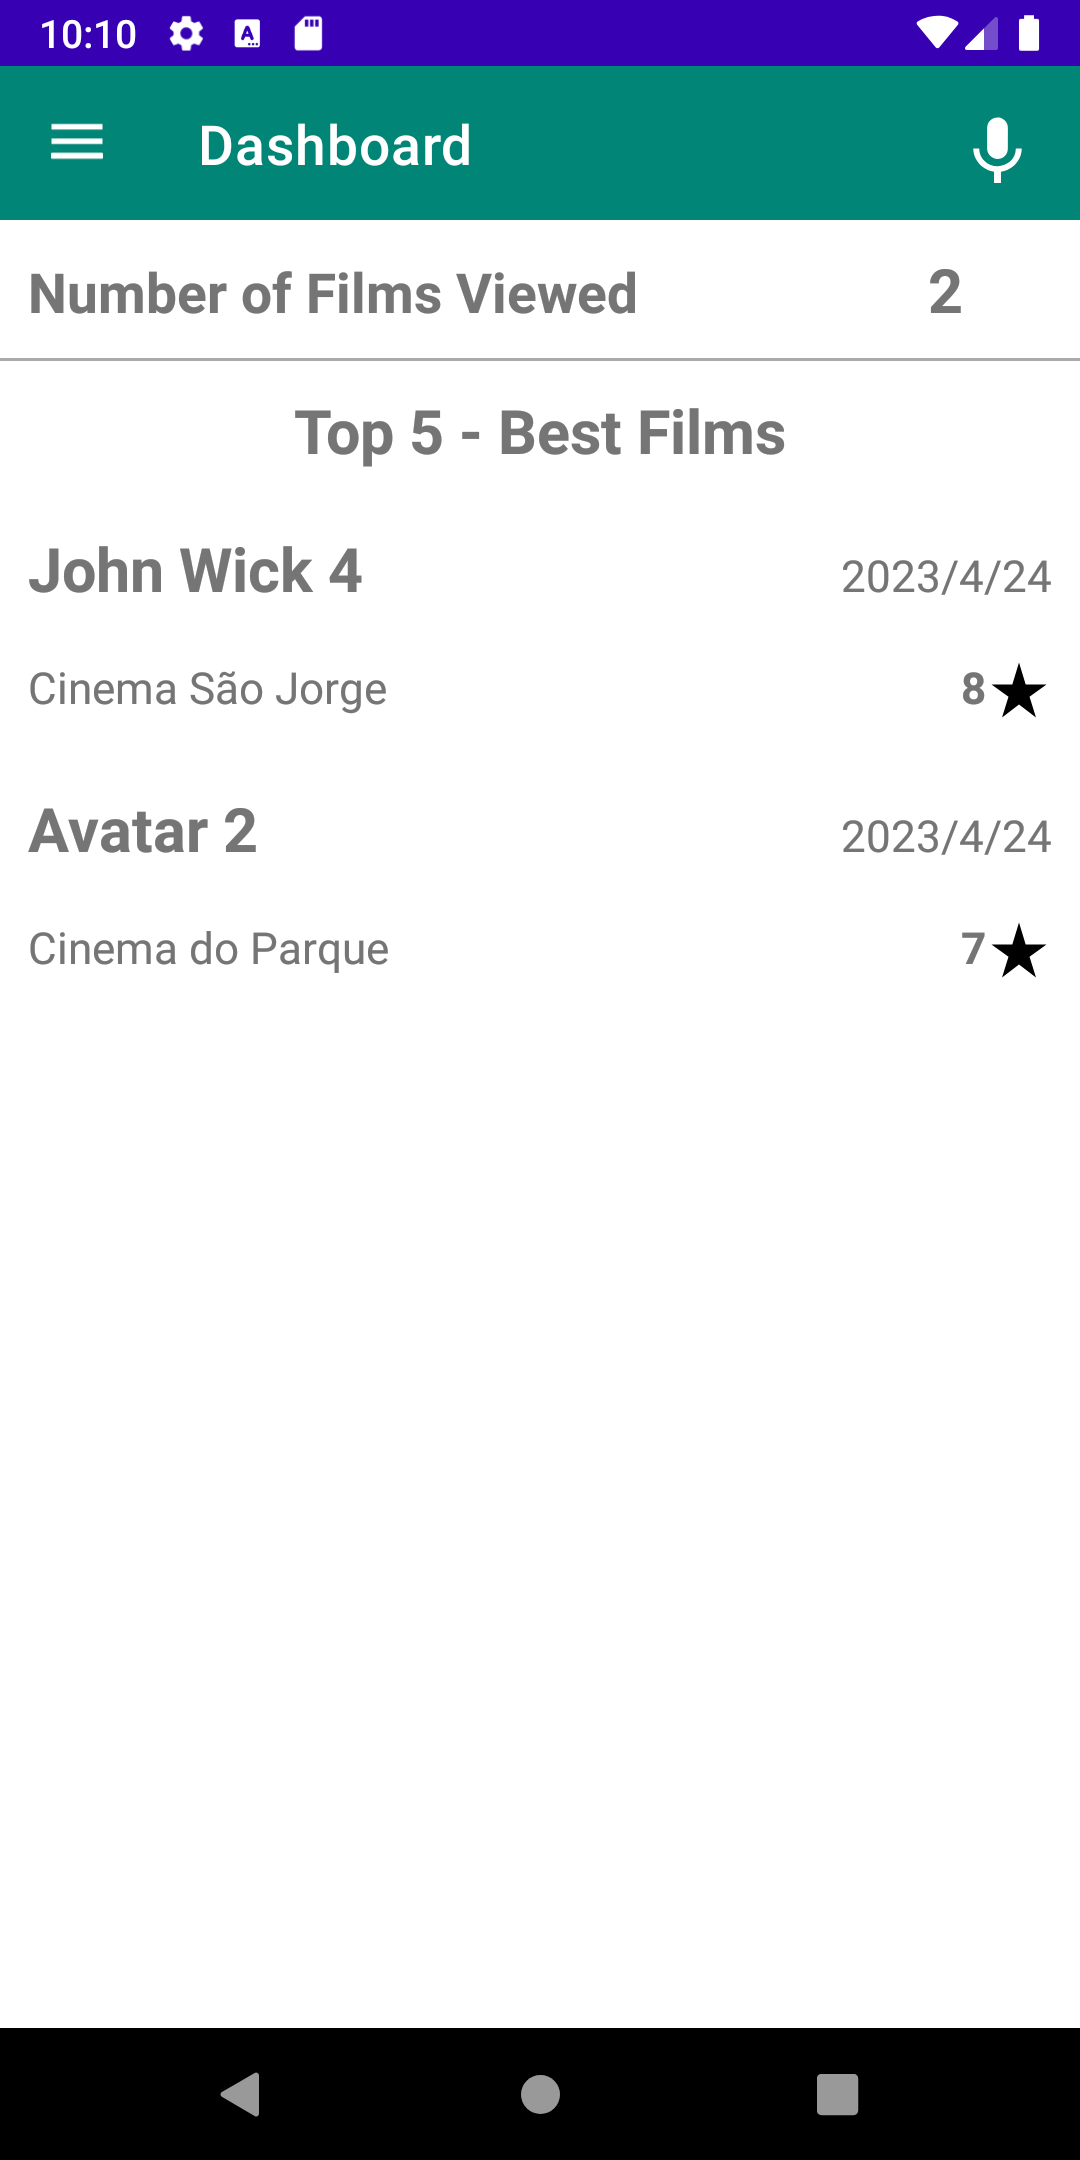 10:10
Dashboard
Number of Films Viewed 2
Top 5 - Best Films
John Wick 4 2023/4/24
Cinema São Jorge 8
Avatar 2 2023/4/24
Cinema do Parque 7